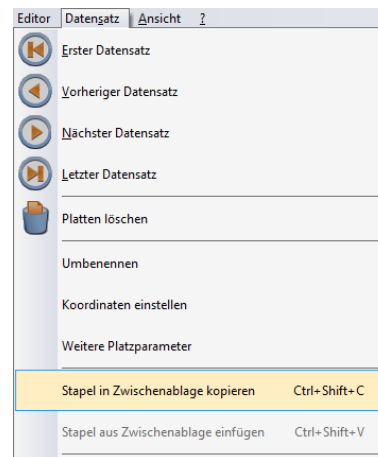 Editor Datensatz Ansicht ?
Erster Datensatz
Vorheriger Datensatz
Nächster Datensatz
Letzter Datensatz
Platten löschen
Umbenennen
Koordinaten einstellen
Weitere Platzparameter
Stapel in Zwischenablage kopieren Ctrl+Shift+C
Stapel aus Zwischenablage einfügen Ctrl+Shift+V